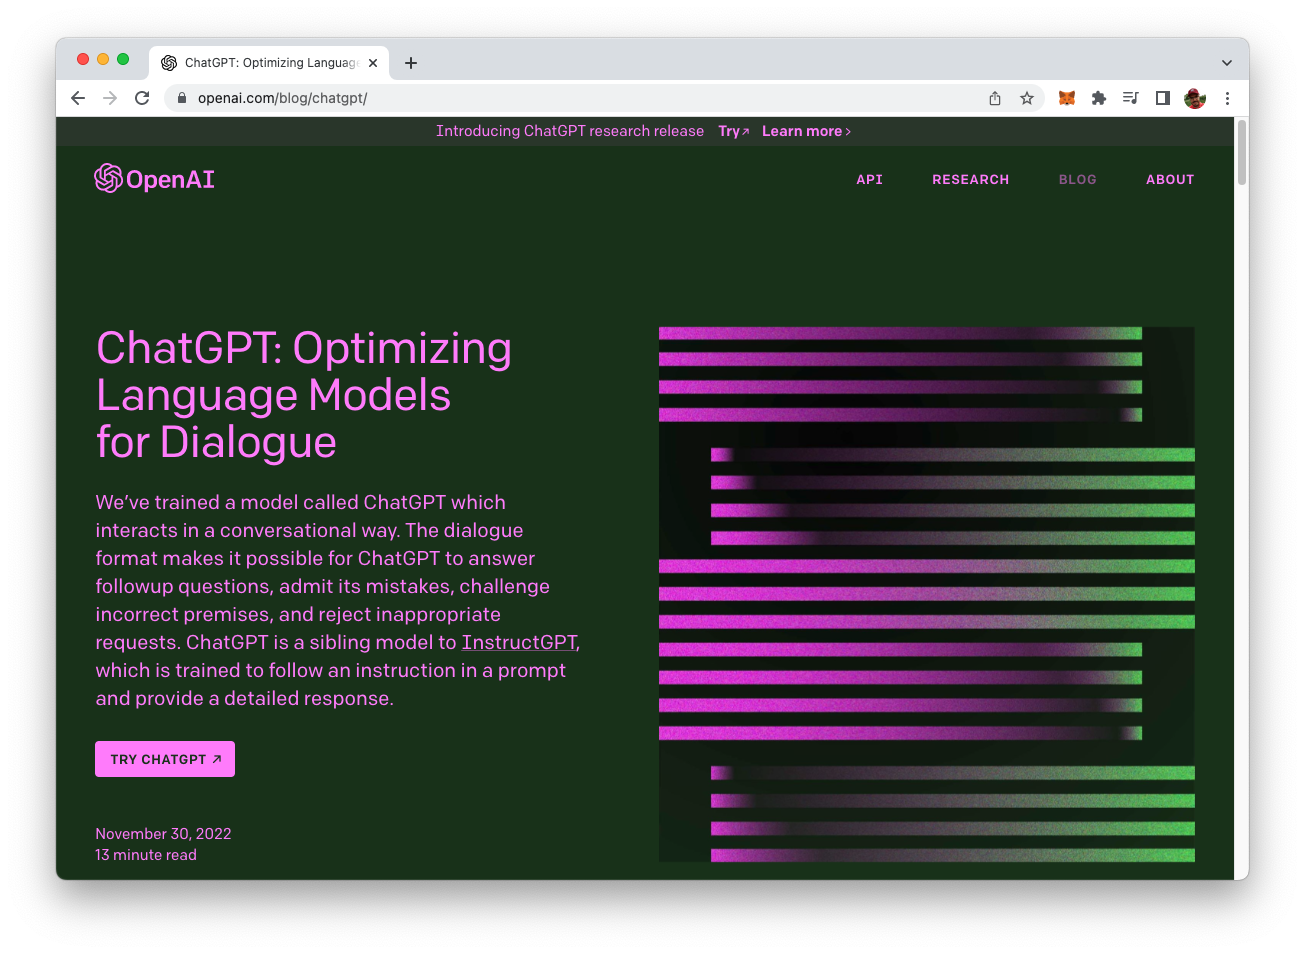 ChatGPT: Optimizing Language
openai.com/blog/chatgpt/
Introducing ChatGPT research release Try↗ Learn more ›
OpenAI
API RESEARCH BLOG ABOUT
ChatGPT: Optimizing
Language Models
for Dialogue
We’ve trained a model called ChatGPT which
interacts in a conversational way. The dialogue
format makes it possible for ChatGPT to answer
followup questions, admit its mistakes, challenge
incorrect premises, and reject inappropriate
requests. ChatGPT is a sibling model to InstructGPT,
which is trained to follow an instruction in a prompt
and provide a detailed response.
TRY CHATGPT ↗
November 30, 2022
13 minute read